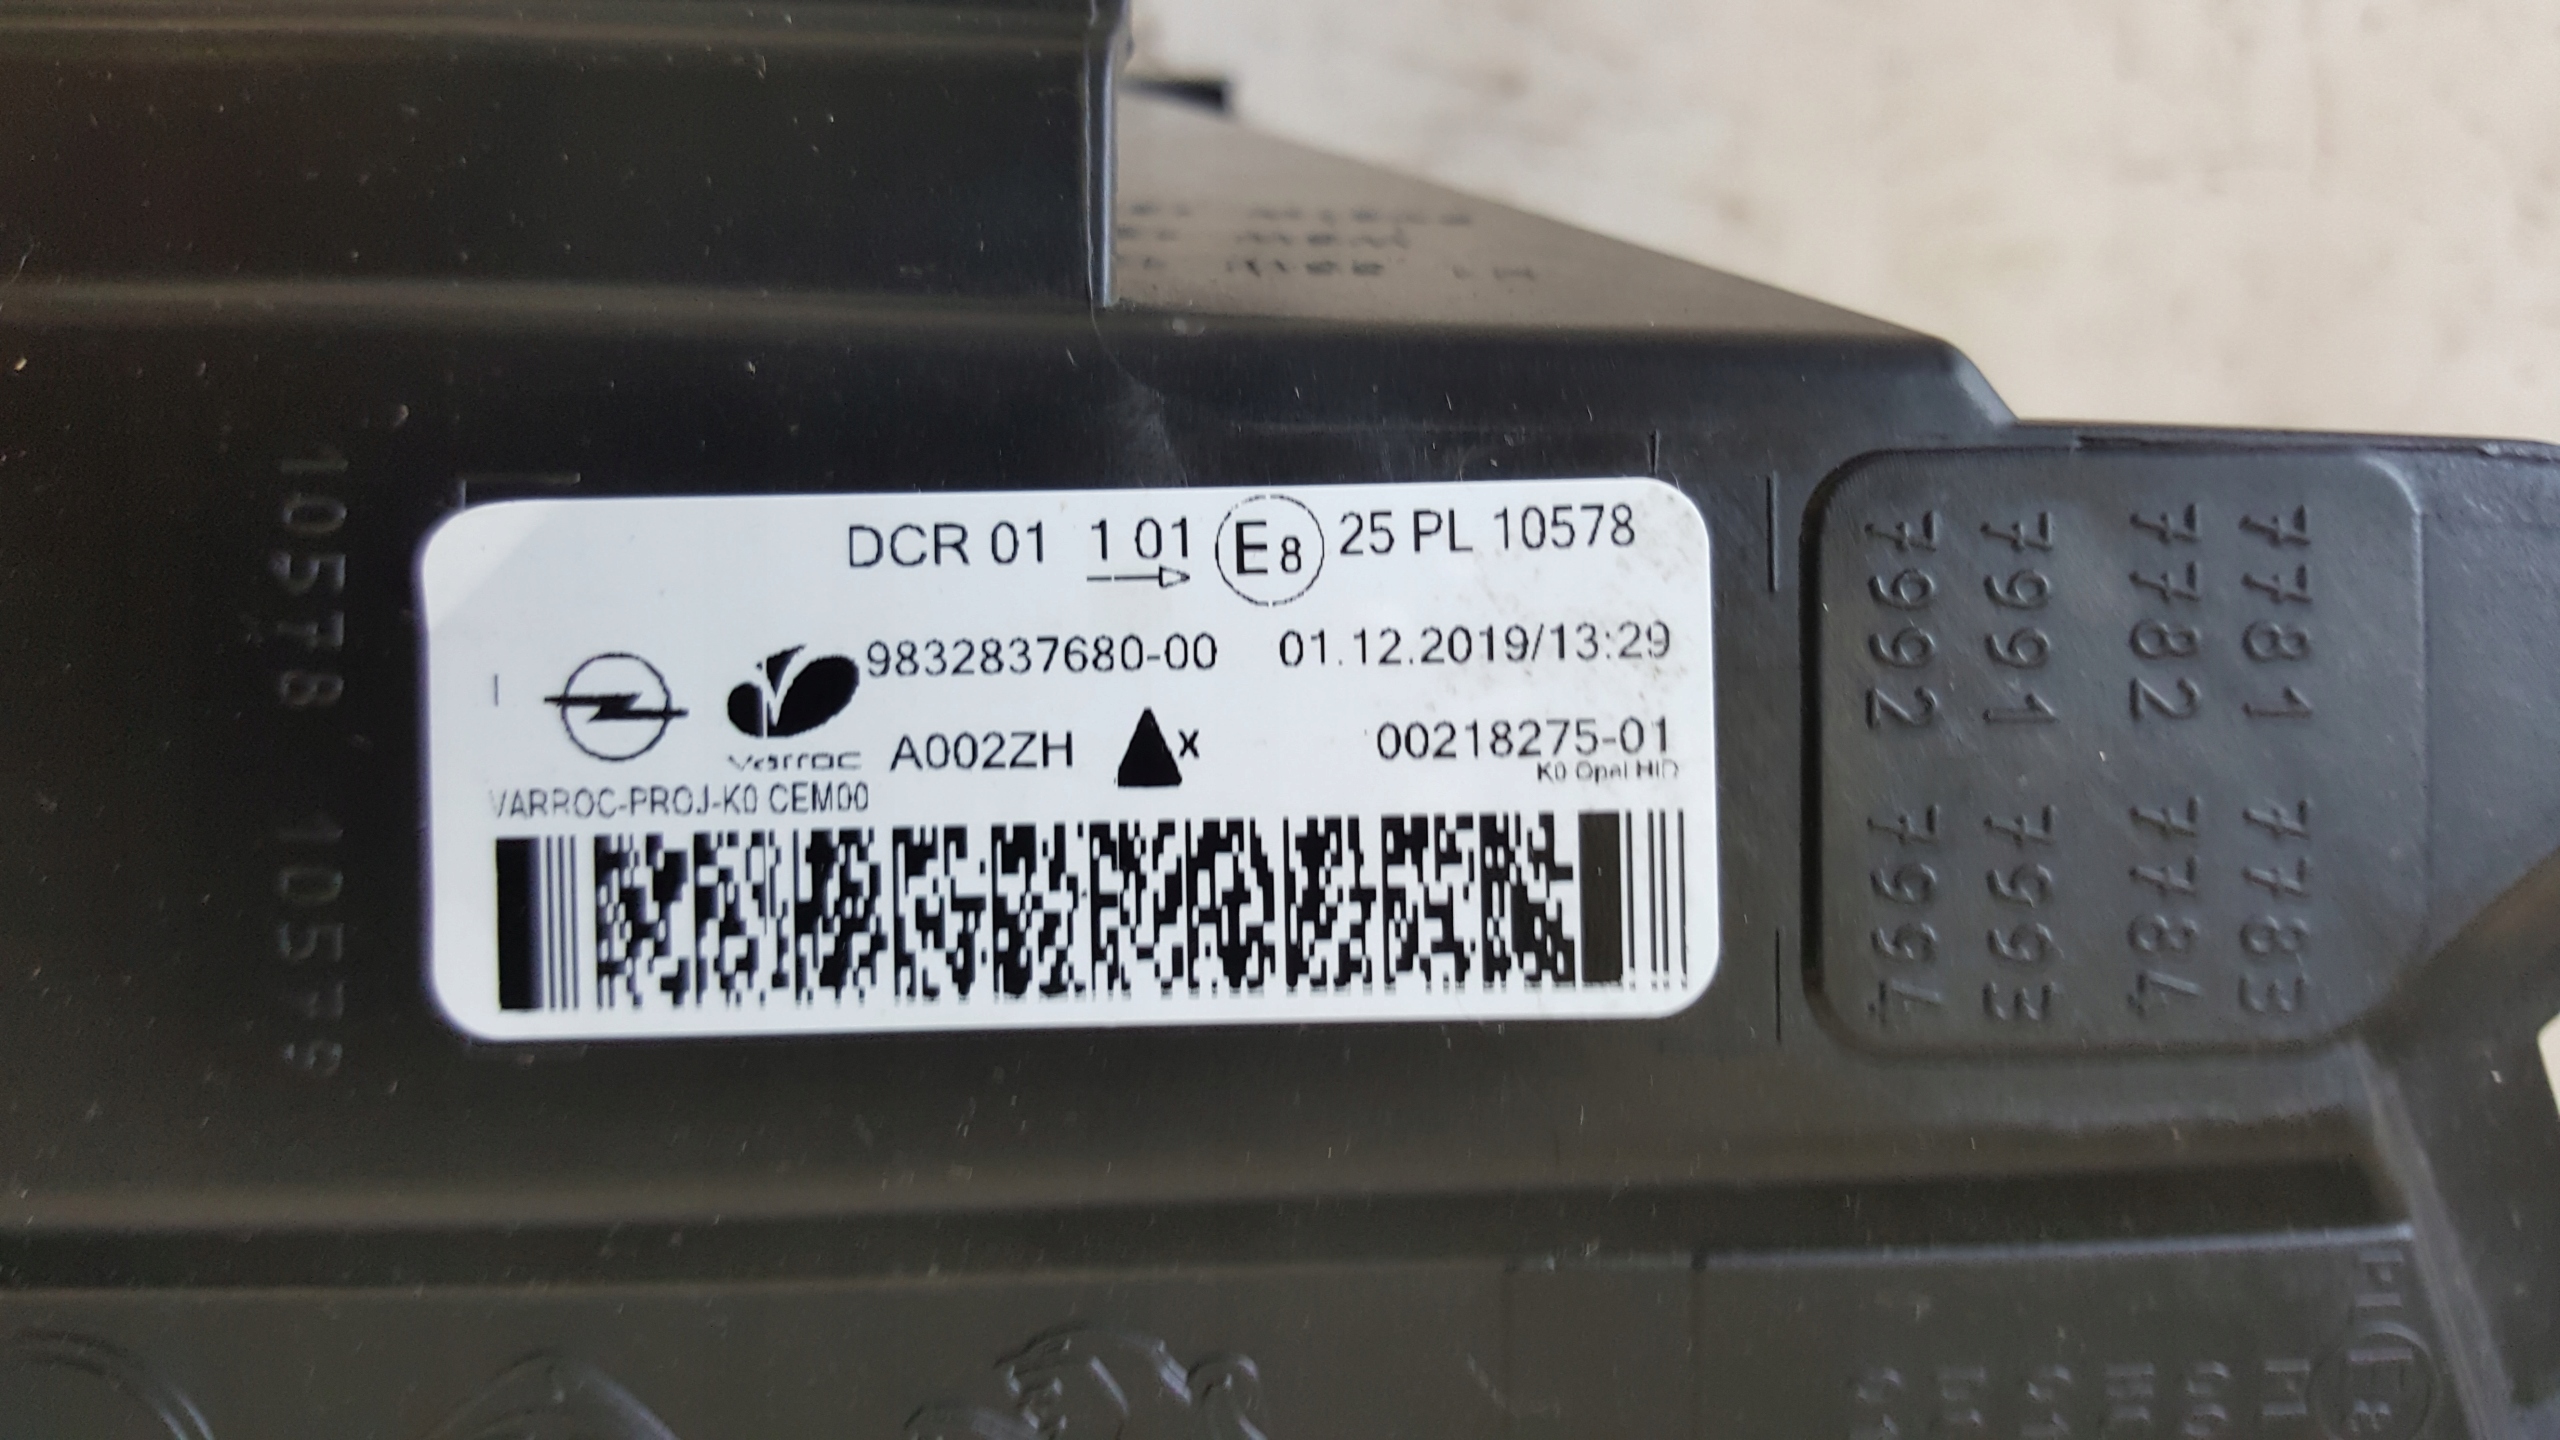 DCR 01 1 01 E8 25 PL 10578
9832837680-00 01.12.2019/13:29
varroc A002ZH X 00218275-01
K0 Opal HID
VARROC-PROJ-K0 CEM00
10578 10579
7781 7783
7782 7784
7991 7993
7992 7994